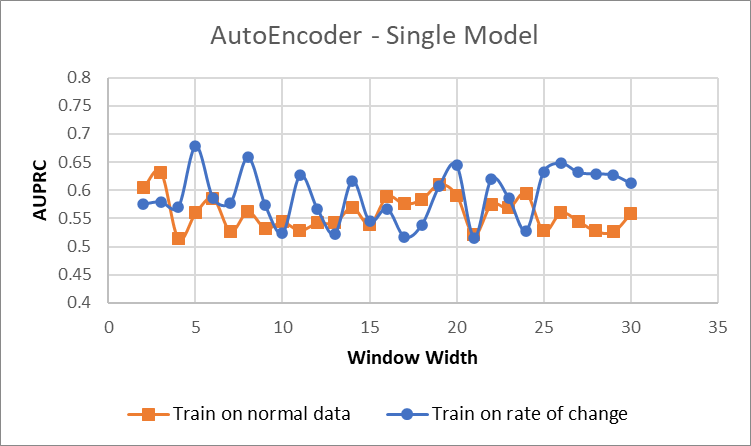 AutoEncoder - Single Model
0.8
0.75
0.7
0.65
0.6
0.55
0.5
0.45
0.4
AUPRC
0 5 10 15 20 25 30 35
Window Width
Train on normal data Train on rate of change